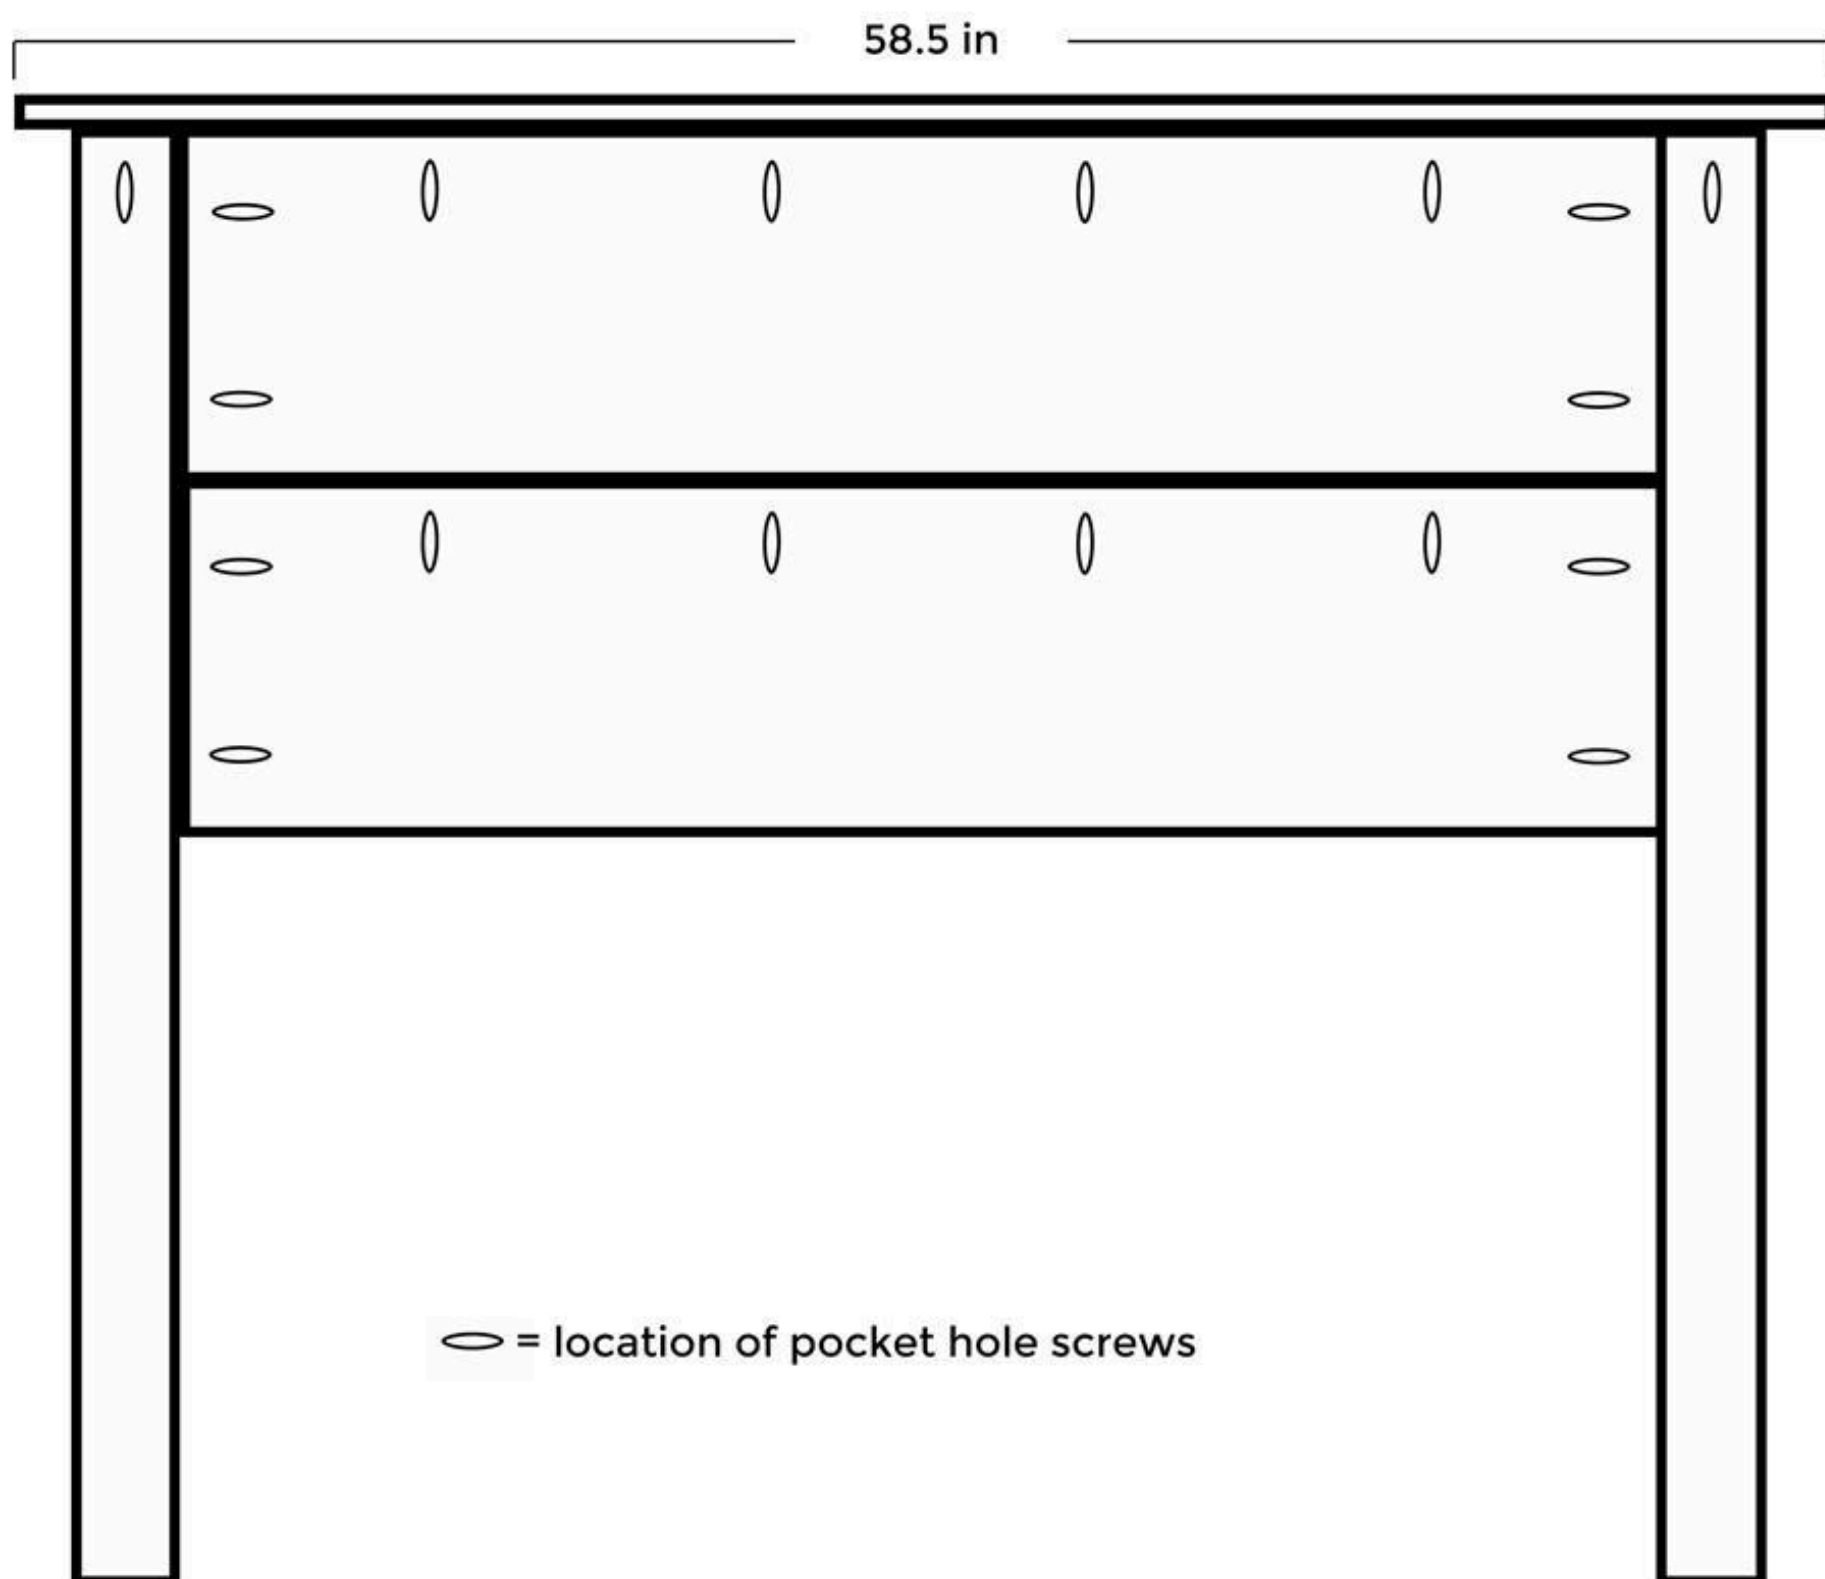 58.5 in
= location of pocket hole screws